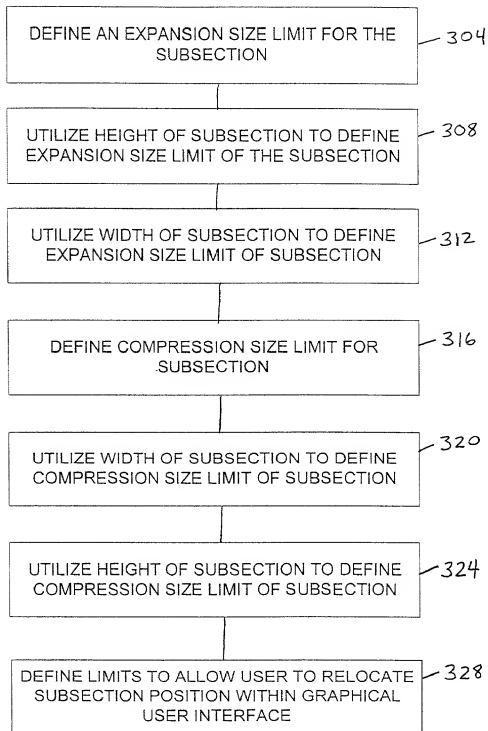 DEFINE AN EXPANSION SIZE LIMIT FOR THE
SUBSECTION
304
UTILIZE HEIGHT OF SUBSECTION TO DEFINE
EXPANSION SIZE LIMIT OF THE SUBSECTION
308
UTILIZE WIDTH OF SUBSECTION TO DEFINE
EXPANSION SIZE LIMIT OF SUBSECTION
312
DEFINE COMPRESSION SIZE LIMIT FOR
SUBSECTION
316
UTILIZE WIDTH OF SUBSECTION TO DEFINE
COMPRESSION SIZE LIMIT OF SUBSECTION
320
UTILIZE HEIGHT OF SUBSECTION TO DEFINE
COMPRESSION SIZE LIMIT OF SUBSECTION
324
DEFINE LIMITS TO ALLOW USER TO RELOCATE
SUBSECTION POSITION WITHIN GRAPHICAL
USER INTERFACE
328